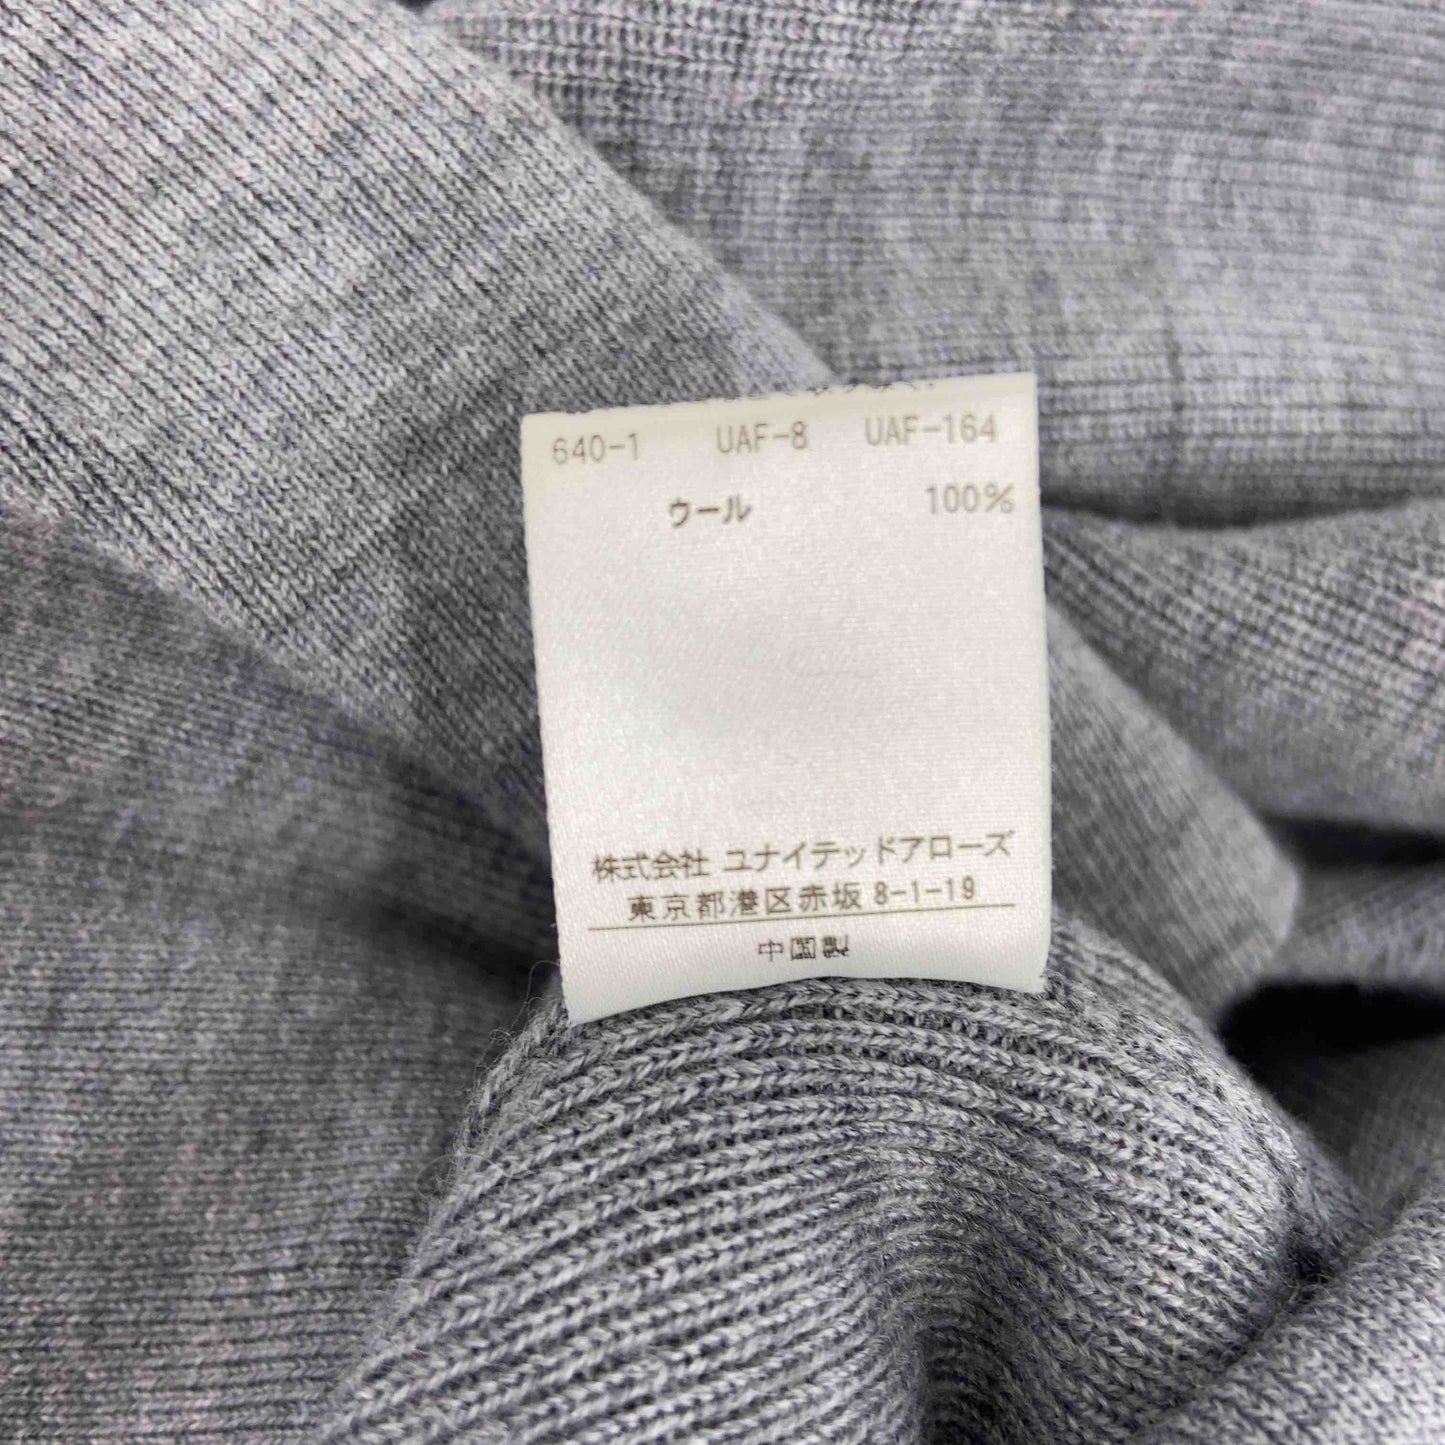 640-1 UAF-8 UAF-164
ウール 100%
株式会社 ユナイテッドアローズ
東京都港区赤坂 8-1-19
中国製